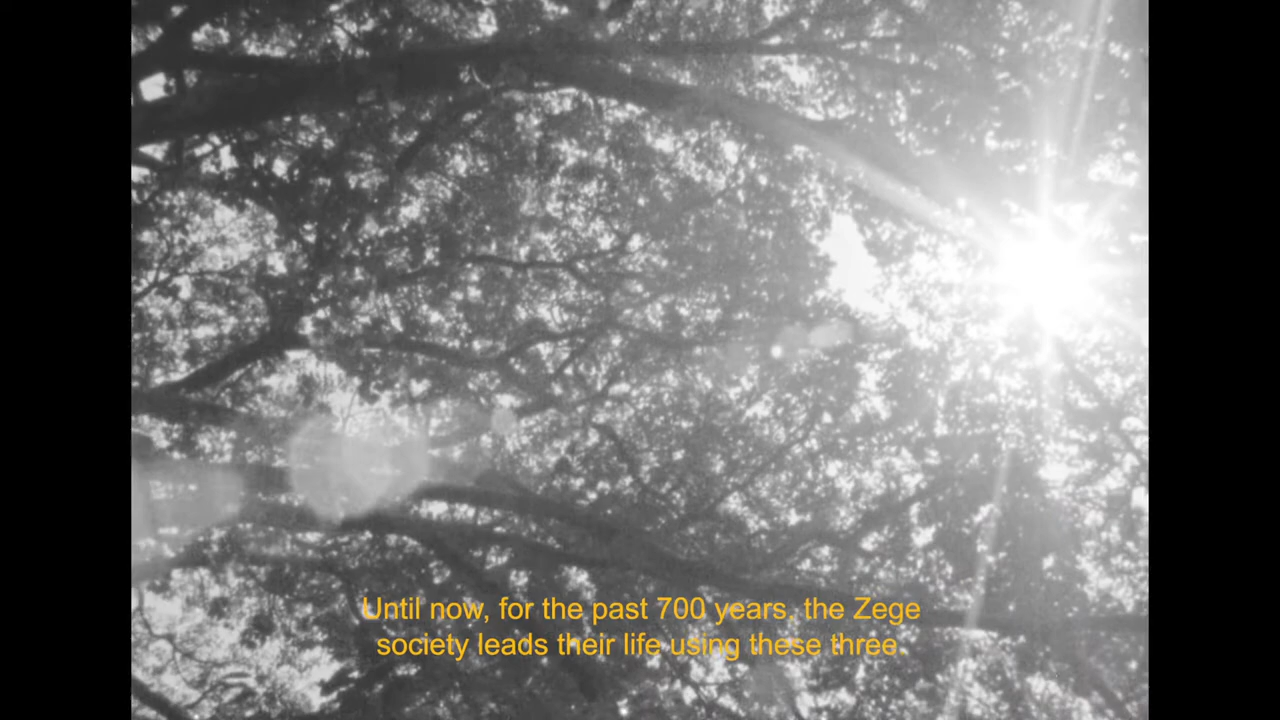 Until now, for the past 700 years, the Zege
society leads their life using these three.